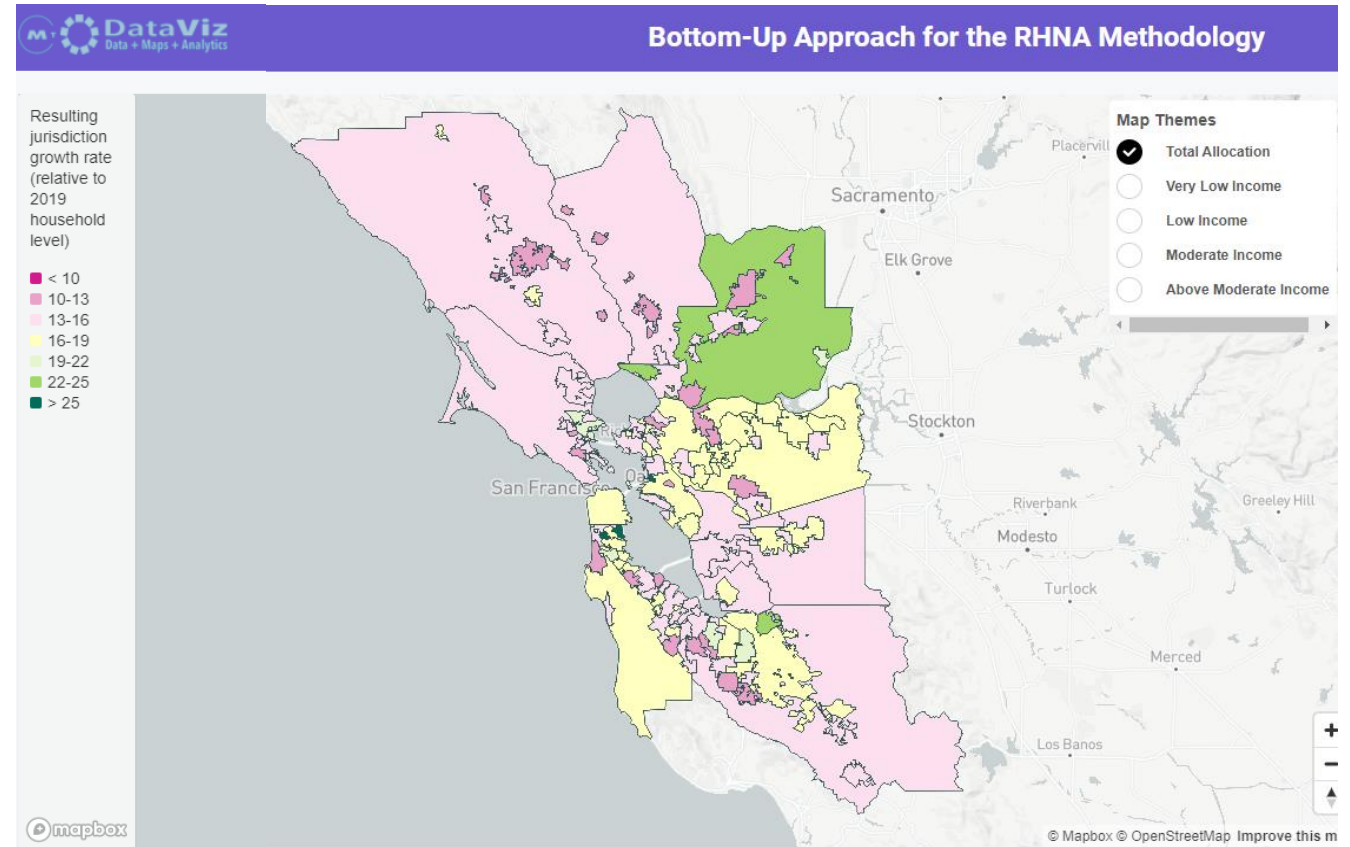 M T
DataViz
Data + Maps + Analytics
Bottom-Up Approach for the RHNA Methodology
Resulting
jurisdiction
growth rate
(relative to
2019
household
level)
< 10
10-13
13-16
16-19
19-22
22-25
> 25
Map Themes
Total Allocation
Very Low Income
Low Income
Moderate Income
Above Moderate Income
Placervil
Sacramento
Elk Grove
Stockton
San Francisco
Oa
Riverbank
Greeley Hill
Modesto
Turlock
Merced
Los Banos
+
−
mapbox
© Mapbox © OpenStreetMap Improve this m